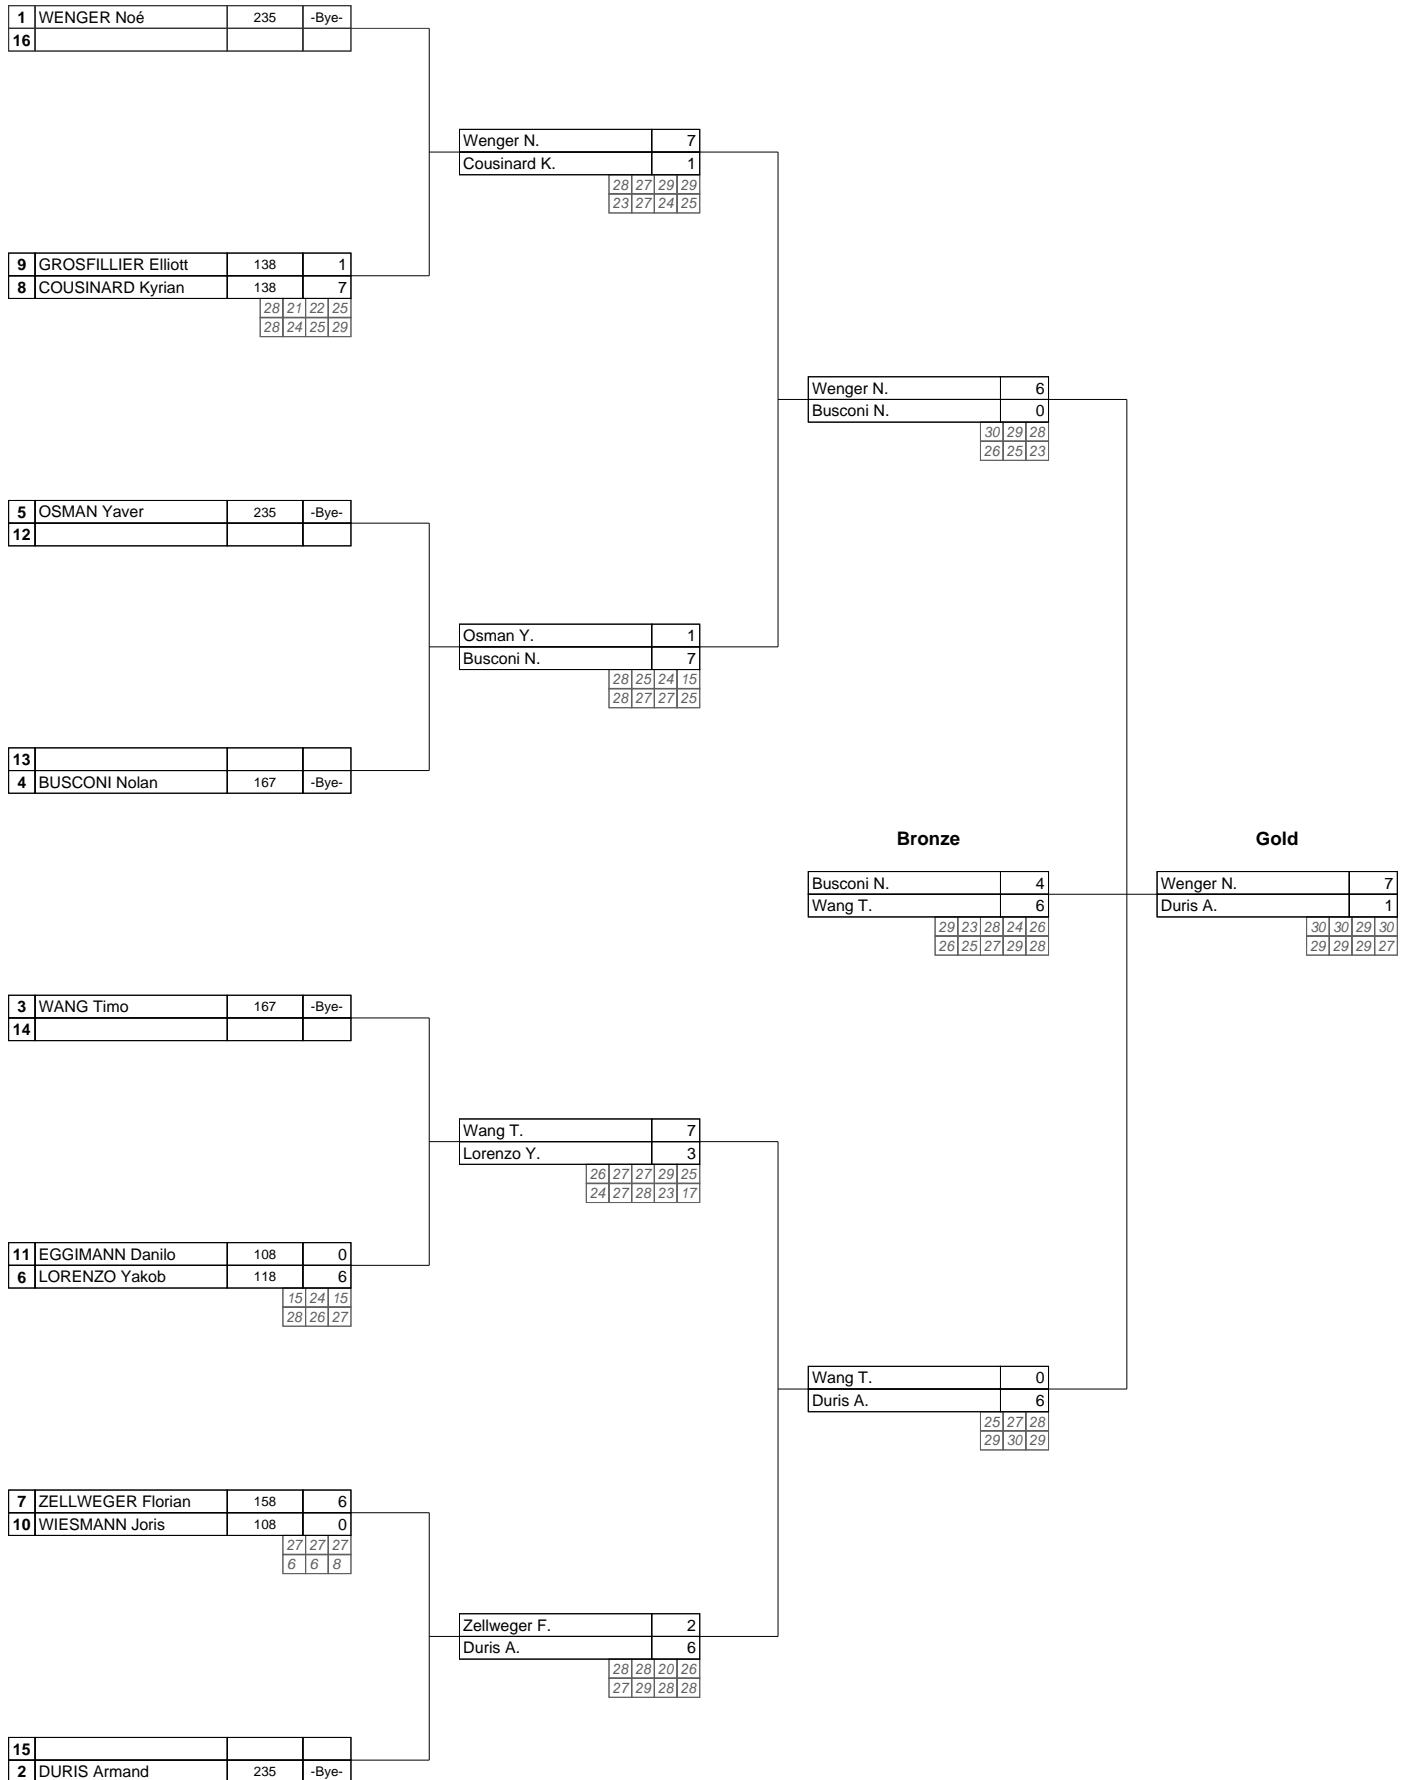 1 WENGER Noé 235 -Bye-
16
Wenger N. 7
Cousinard K. 1
28 27 29 29
23 27 24 25
9 GROSFILLIER Elliott 138 1
8 COUSINARD Kyrian 138 7
28 21 22 25
28 24 25 29
Wenger N. 6
Busconi N. 0
30 29 28
26 25 23
5 OSMAN Yaver 235 -Bye-
12
Osman Y. 1
Busconi N. 7
28 25 24 15
28 27 27 25
13
4 BUSCONI Nolan 167 -Bye-
Bronze Gold
Busconi N. 4 Wenger N. 7
Wang T. 6 Duris A. 1
29 23 28 24 26 30 30 29 30
26 25 27 29 28 29 29 29 27
3 WANG Timo 167 -Bye-
14
Wang T. 7
Lorenzo Y. 3
26 27 27 29 25
24 27 28 23 17
11 EGGIMANN Danilo 108 0
6 LORENZO Yakob 118 6
15 24 15
28 26 27
Wang T. 0
Duris A. 6
25 27 28
29 30 29
7 ZELLWEGER Florian 158 6
10 WIESMANN Joris 108 0
27 27 27
6 6 8
Zellweger F. 2
Duris A. 6
28 28 20 26
27 29 28 28
15
2 DURIS Armand 235 -Bye-